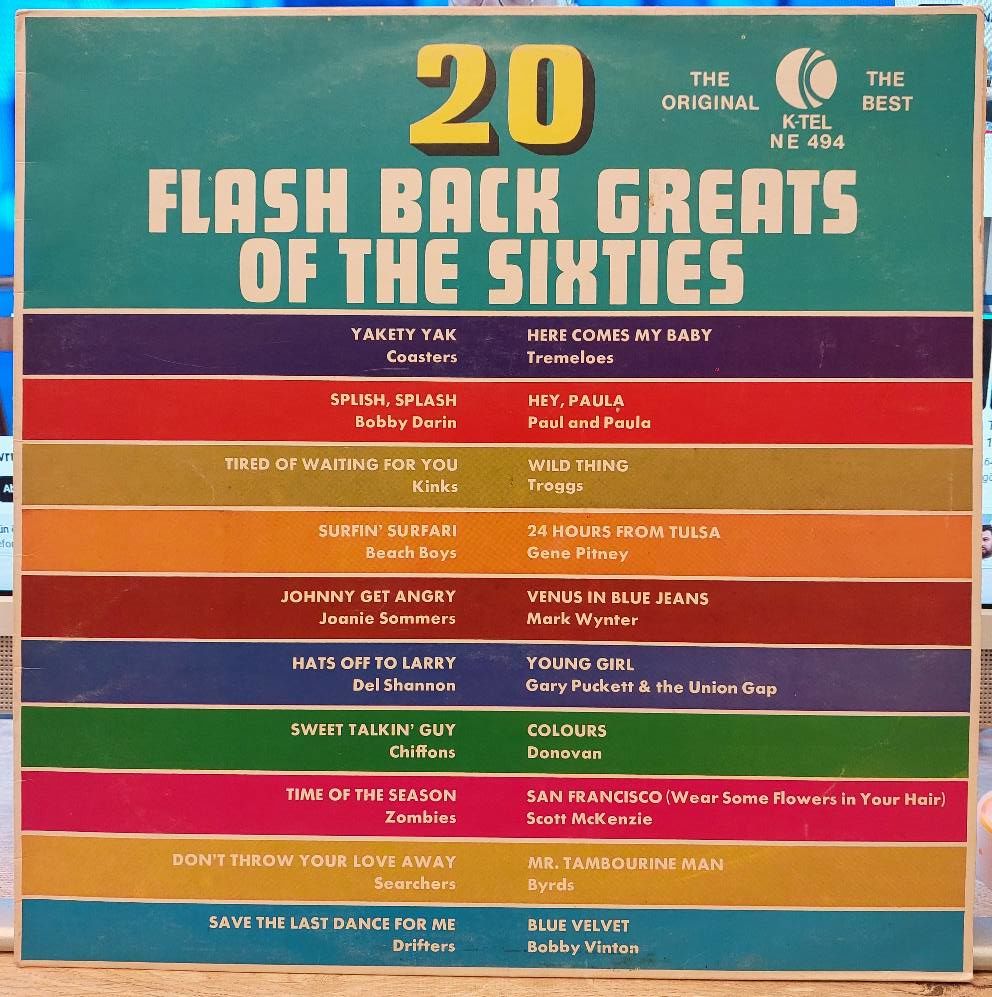 20
THE ORIGINAL
K-TEL
NE 494
THE BEST
FLASH BACK GREATS
OF THE SIXTIES
YAKETY YAK
Coasters
HERE COMES MY BABY
Tremeloes
SPLISH, SPLASH
Bobby Darin
HEY, PAULA
Paul and Paula
TIRED OF WAITING FOR YOU
Kinks
WILD THING
Troggs
SURFIN' SURFARI
Beach Boys
24 HOURS FROM TULSA
Gene Pitney
JOHNNY GET ANGRY
Joanie Sommers
VENUS IN BLUE JEANS
Mark Wynter
HATS OFF TO LARRY
Del Shannon
YOUNG GIRL
Gary Puckett & the Union Gap
SWEET TALKIN' GUY
Chiffons
COLOURS
Donovan
TIME OF THE SEASON
Zombies
SAN FRANCISCO (Wear Some Flowers in Your Hair)
Scott McKenzie
DON'T THROW YOUR LOVE AWAY
Searchers
MR. TAMBOURINE MAN
Byrds
SAVE THE LAST DANCE FOR ME
Drifters
BLUE VELVET
Bobby Vinton